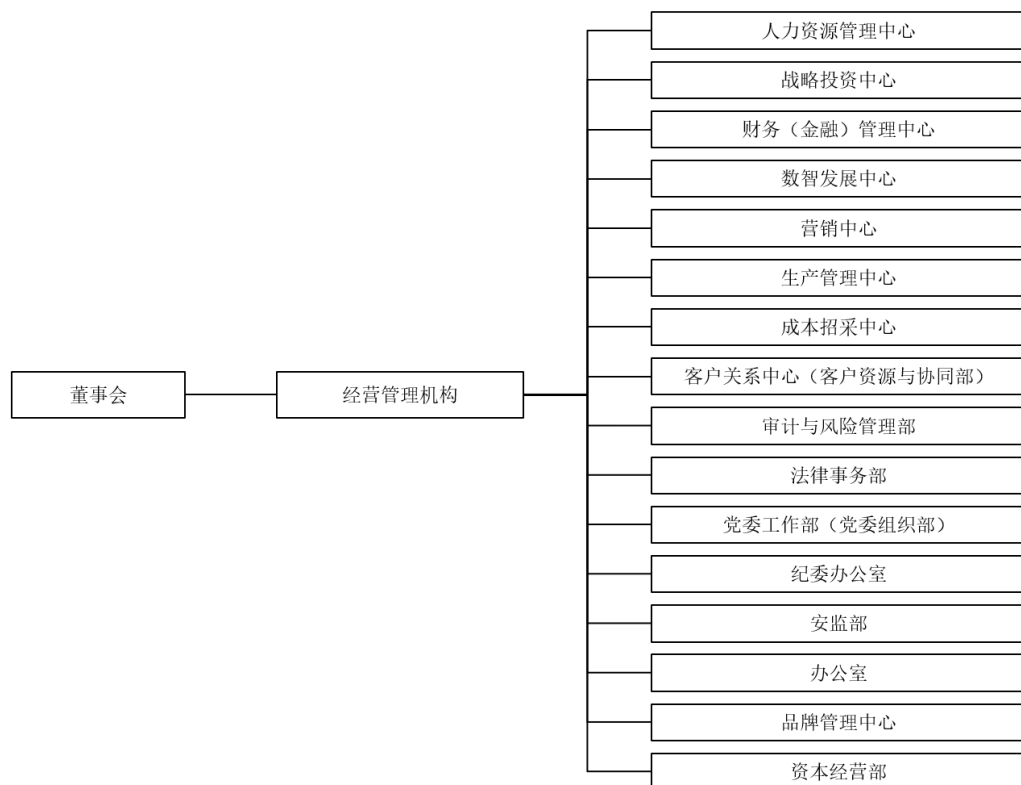 人力资源管理中心
战略投资中心
财务（金融）管理中心
数智发展中心
营销中心
生产管理中心
成本招采中心
董事会
经营管理机构
客户关系中心（客户资源与协同部）
审计与风险管理部
法律事务部
党委工作部（党委组织部）
纪委办公室
安监部
办公室
品牌管理中心
资本经营部